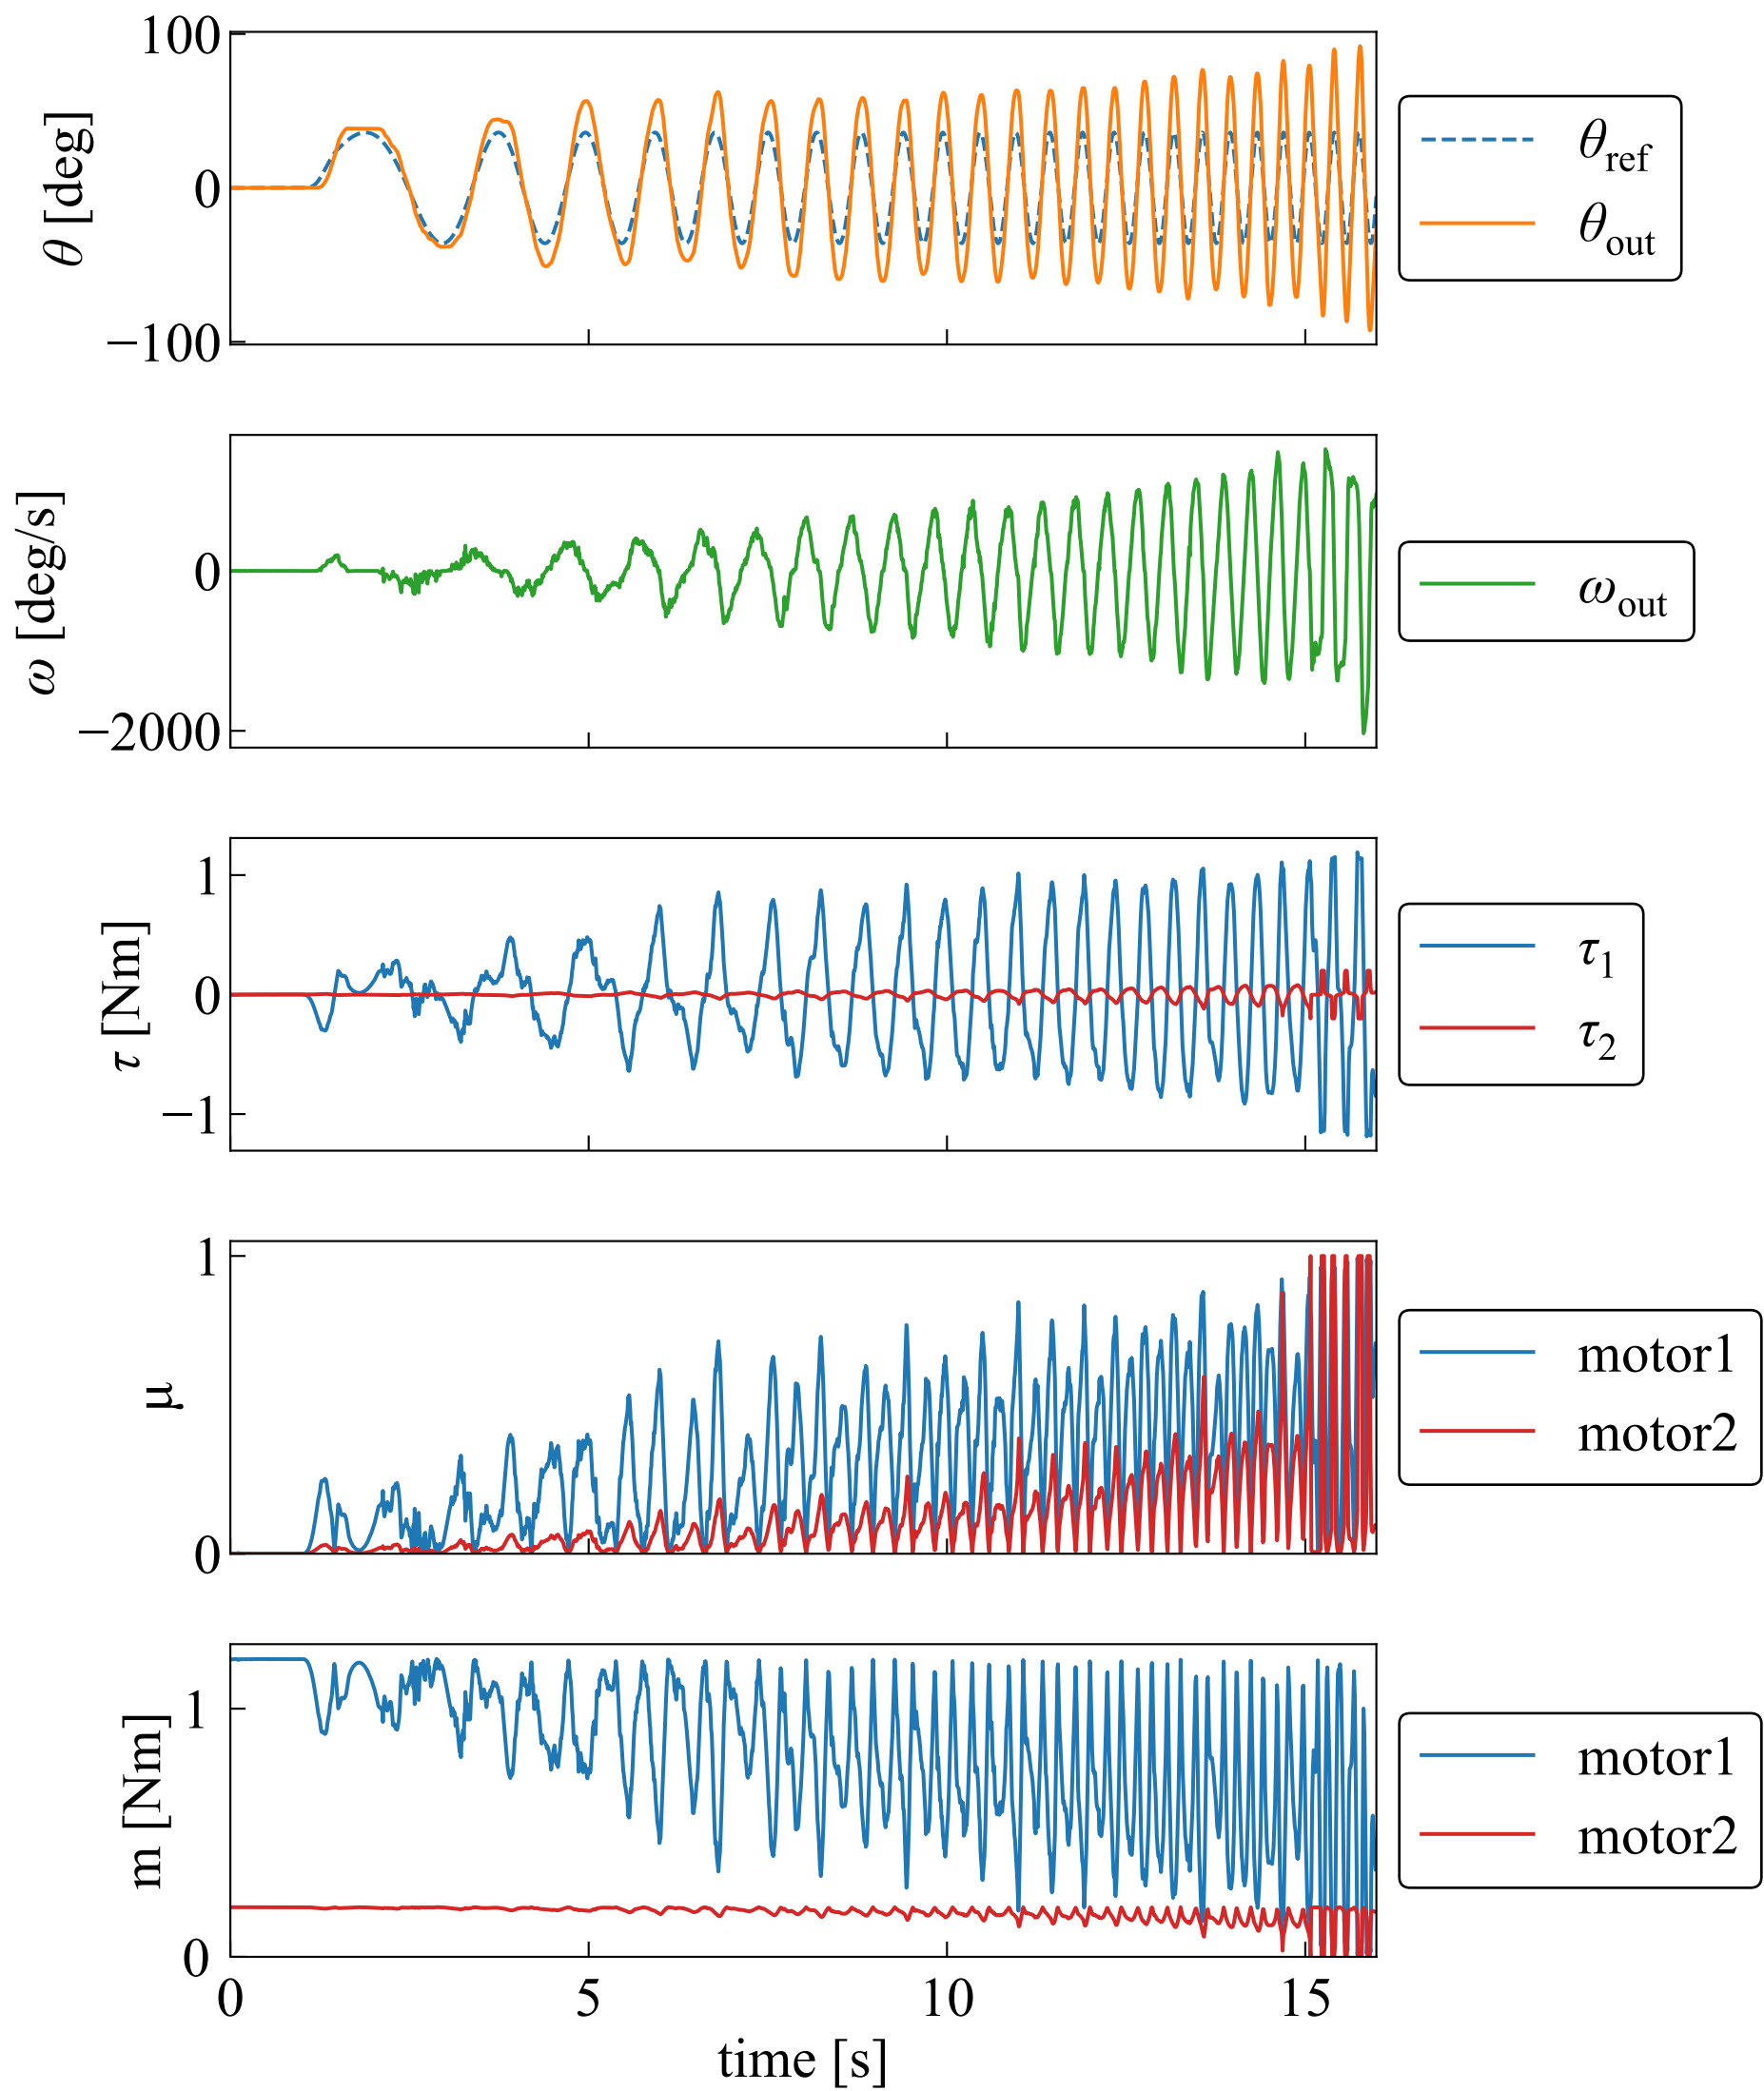 100
0
−100
θ [deg]
θref
θout
0
−2000
ω [deg/s]
ωout
1
0
−1
τ [Nm]
τ1
τ2
1
0
μ
motor1
motor2
1
0
m [Nm]
motor1
motor2
0 5 10 15
time [s]